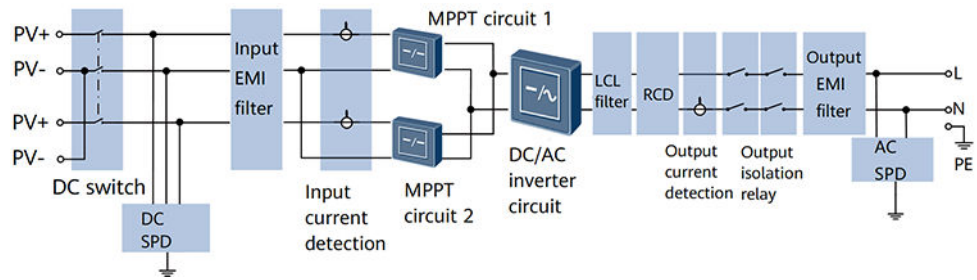 MPPT circuit 1
PV+
PV-
PV+
PV-
DC switch
DC
SPD
Input
EMI
filter
Input
current
detection
MPPT
circuit 2
DC/AC
inverter
circuit
LCL
filter
RCD
Output
current
detection
Output
isolation
relay
Output
EMI
filter
AC
SPD
L
N
PE